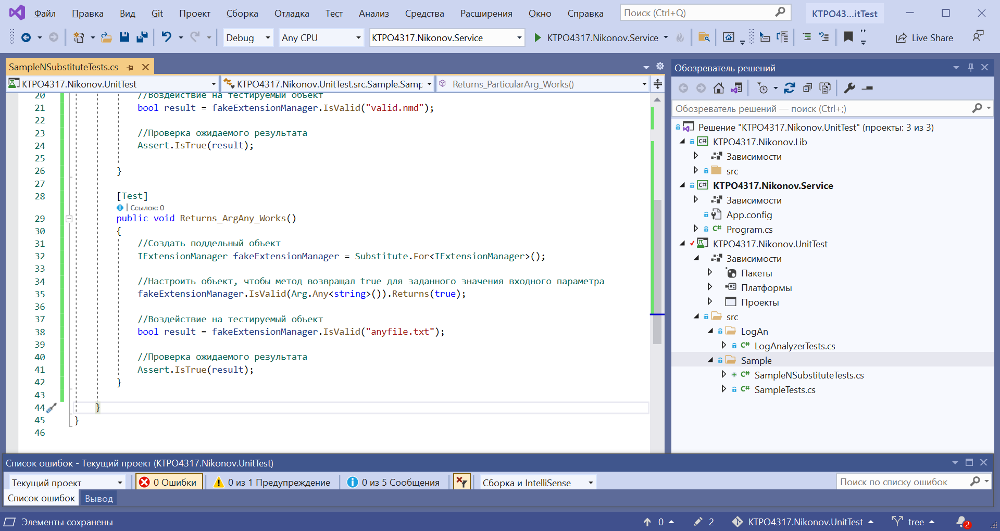 Файл Правка Вид Git Проект Сборка Отладка Тест Анализ Средства Расширения Окно Справка Поиск (Ctrl+Q) KTPO43...itTest
Debug Any CPU KTPO4317.Nikonov.Service KTPO4317.Nikonov.Service Live Share
SampleNSubstituteTests.cs
KTPO4317.Nikonov.UnitTest KTPO4317.Nikonov.UnitTest.src.Sample.Samp Returns_ParticularArg_Works()
20 //Воздействие на тестируемый объект
21 bool result = fakeExtensionManager.IsValid("valid.nmd");
22
23 //Проверка ожидаемого результата
24 Assert.IsTrue(result);
25
26 }
27
28 [Test]
Ссылок: 0
29 public void Returns_ArgAny_Works()
30 {
31 //Создать поддельный объект
32 IExtensionManager fakeExtensionManager = Substitute.For<IExtensionManager>();
33
34 //Настроить объект, чтобы метод возвращал true для заданного значения входного параметра
35 fakeExtensionManager.IsValid(Arg.Any<string>()).Returns(true);
36
37 //Воздействие на тестируемый объект
38 bool result = fakeExtensionManager.IsValid("anyfile.txt");
39
40 //Проверка ожидаемого результата
41 Assert.IsTrue(result);
42 }
43
44 }
45 }
46
Обозреватель решений
Обозреватель решений — поиск (Ctrl+;)
Решение "KTPO4317.Nikonov.UnitTest" (проекты: 3 из 3)
C# KTPO4317.Nikonov.Lib
Зависимости
src
C# KTPO4317.Nikonov.Service
Зависимости
App.config
C# Program.cs
KTPO4317.Nikonov.UnitTest
Зависимости
Пакеты
Платформы
Проекты
src
LogAn
C# LogAnalyzerTests.cs
Sample
C# SampleNSubstituteTests.cs
C# SampleTests.cs
Список ошибок - Текущий проект (KTPO4317.Nikonov.UnitTest)
Текущий проект 0 Ошибки 0 из 1 Предупреждение 0 из 5 Сообщения Сборка и IntelliSense Поиск по списку ошибок
Список ошибок Вывод
Элементы сохранены 0 2 KTPO4317.Nikonov.UnitTest tree 2